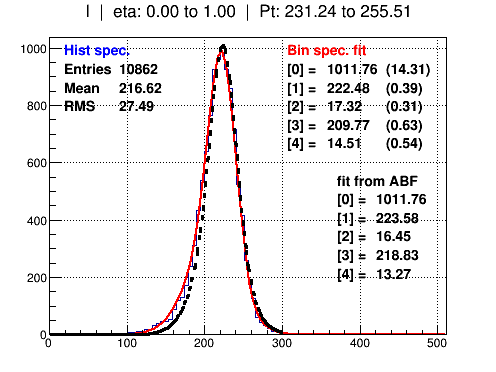 I | eta: 0.00 to 1.00 | Pt: 231.24 to 255.51
Hist spec.
Entries 10862
Mean 216.62
RMS 27.49
Bin spec. fit
[0] = 1011.76 (14.31)
[1] = 222.48 (0.39)
[2] = 17.32 (0.31)
[3] = 209.77 (0.63)
[4] = 14.51 (0.54)
fit from ABF
[0] = 1011.76
[1] = 223.58
[2] = 16.45
[3] = 218.83
[4] = 13.27
1000
800
600
400
200
0
0 100 200 300 400 500